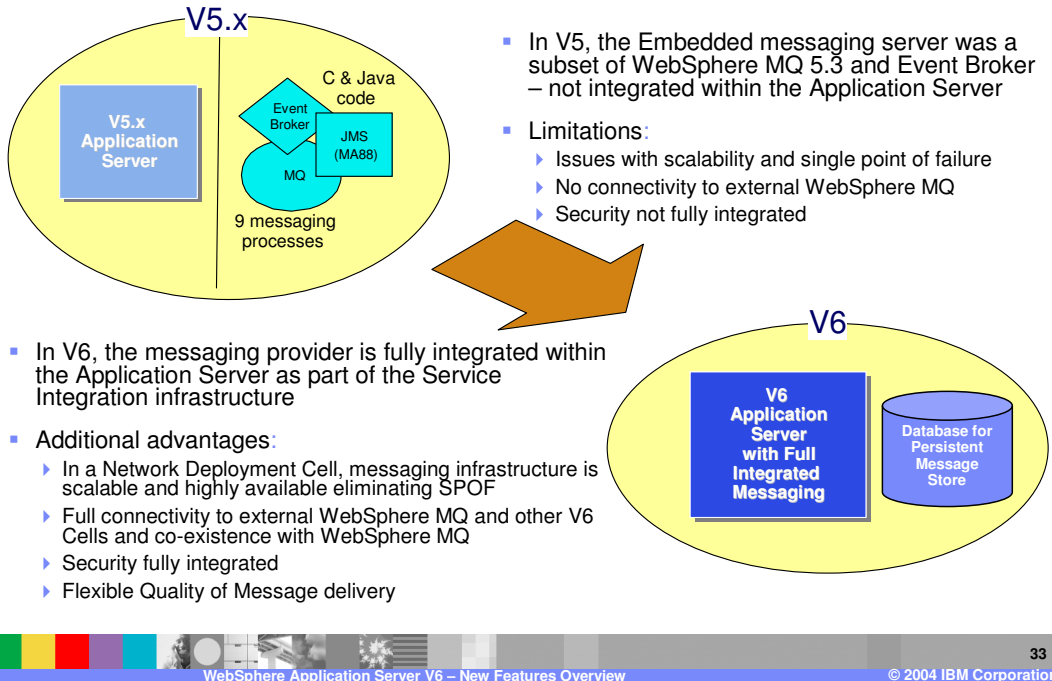 V5.x
V5.x
Application
Server
C & Java
code
Event
Broker
JMS
(MA88)
MQ
9 messaging
processes
▪ In V5, the Embedded messaging server was a
subset of WebSphere MQ 5.3 and Event Broker
– not integrated within the Application Server
▪ Limitations:
Issues with scalability and single point of failure
No connectivity to external WebSphere MQ
Security not fully integrated
▪ In V6, the messaging provider is fully integrated within
the Application Server as part of the Service
Integration infrastructure
▪ Additional advantages:
In a Network Deployment Cell, messaging infrastructure is
scalable and highly available eliminating SPOF
Full connectivity to external WebSphere MQ and other V6
Cells and co-existence with WebSphere MQ
Security fully integrated
Flexible Quality of Message delivery
V6
V6
Application
Server
with Full
Integrated
Messaging
Database for
Persistent
Message
Store
33
WebSphere Application Server V6 – New Features Overview
© 2004 IBM Corporation